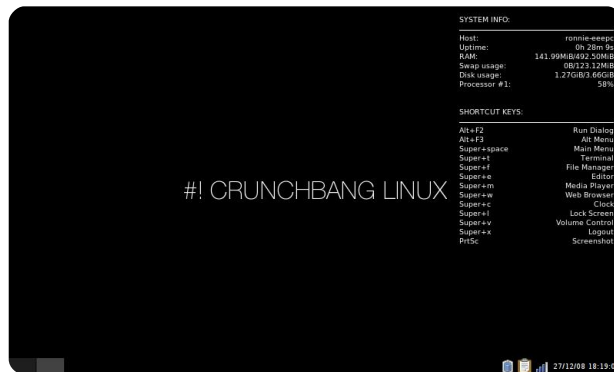 SYSTEM INFO:
Host: ronnie-eeepc
Uptime: 0h 28m 9s
RAM: 141.99MiB/492.50MiB
Swap usage: 0B/123.12MiB
Disk usage: 1.27GiB/3.66GiB
Processor #1: 58%
SHORTCUT KEYS:
Alt+F2 Run Dialog
Alt+F3 Alt Menu
Super+space Main Menu
Super+t Terminal
Super+f File Manager
Super+e Editor
Super+m Media Player
Super+w Web Browser
Super+c Clock
Super+l Lock Screen
Super+v Volume Control
Super+x Logout
PrtSc Screenshot
#! CRUNCHBANG LINUX
27/12/08 18:19:0